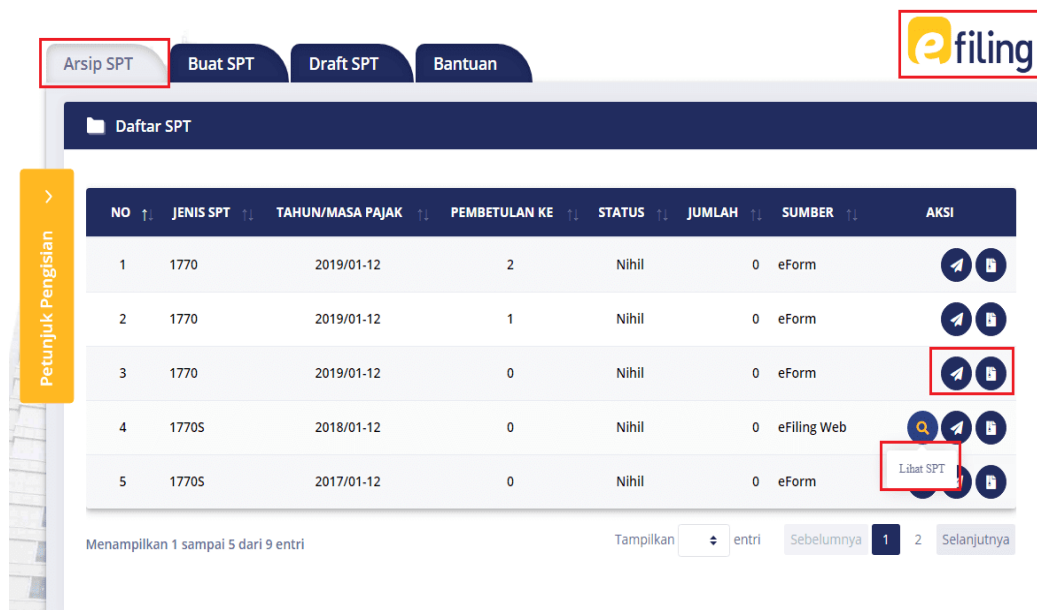 efiling
Arsip SPT Buat SPT Draft SPT Bantuan
Daftar SPT
Petunjuk Pengisian
NO JENIS SPT TAHUN/MASA PAJAK PEMBETULAN KE STATUS JUMLAH SUMBER AKSI
1 1770 2019/01-12 2 Nihil 0 eForm
2 1770 2019/01-12 1 Nihil 0 eForm
3 1770 2019/01-12 0 Nihil 0 eForm
4 1770S 2018/01-12 0 Nihil 0 eFiling Web
Lihat SPT
5 1770S 2017/01-12 0 Nihil 0 eForm
Menampilkan 1 sampai 5 dari 9 entri Tampilkan entri Sebelumnya 1 2 Selanjutnya